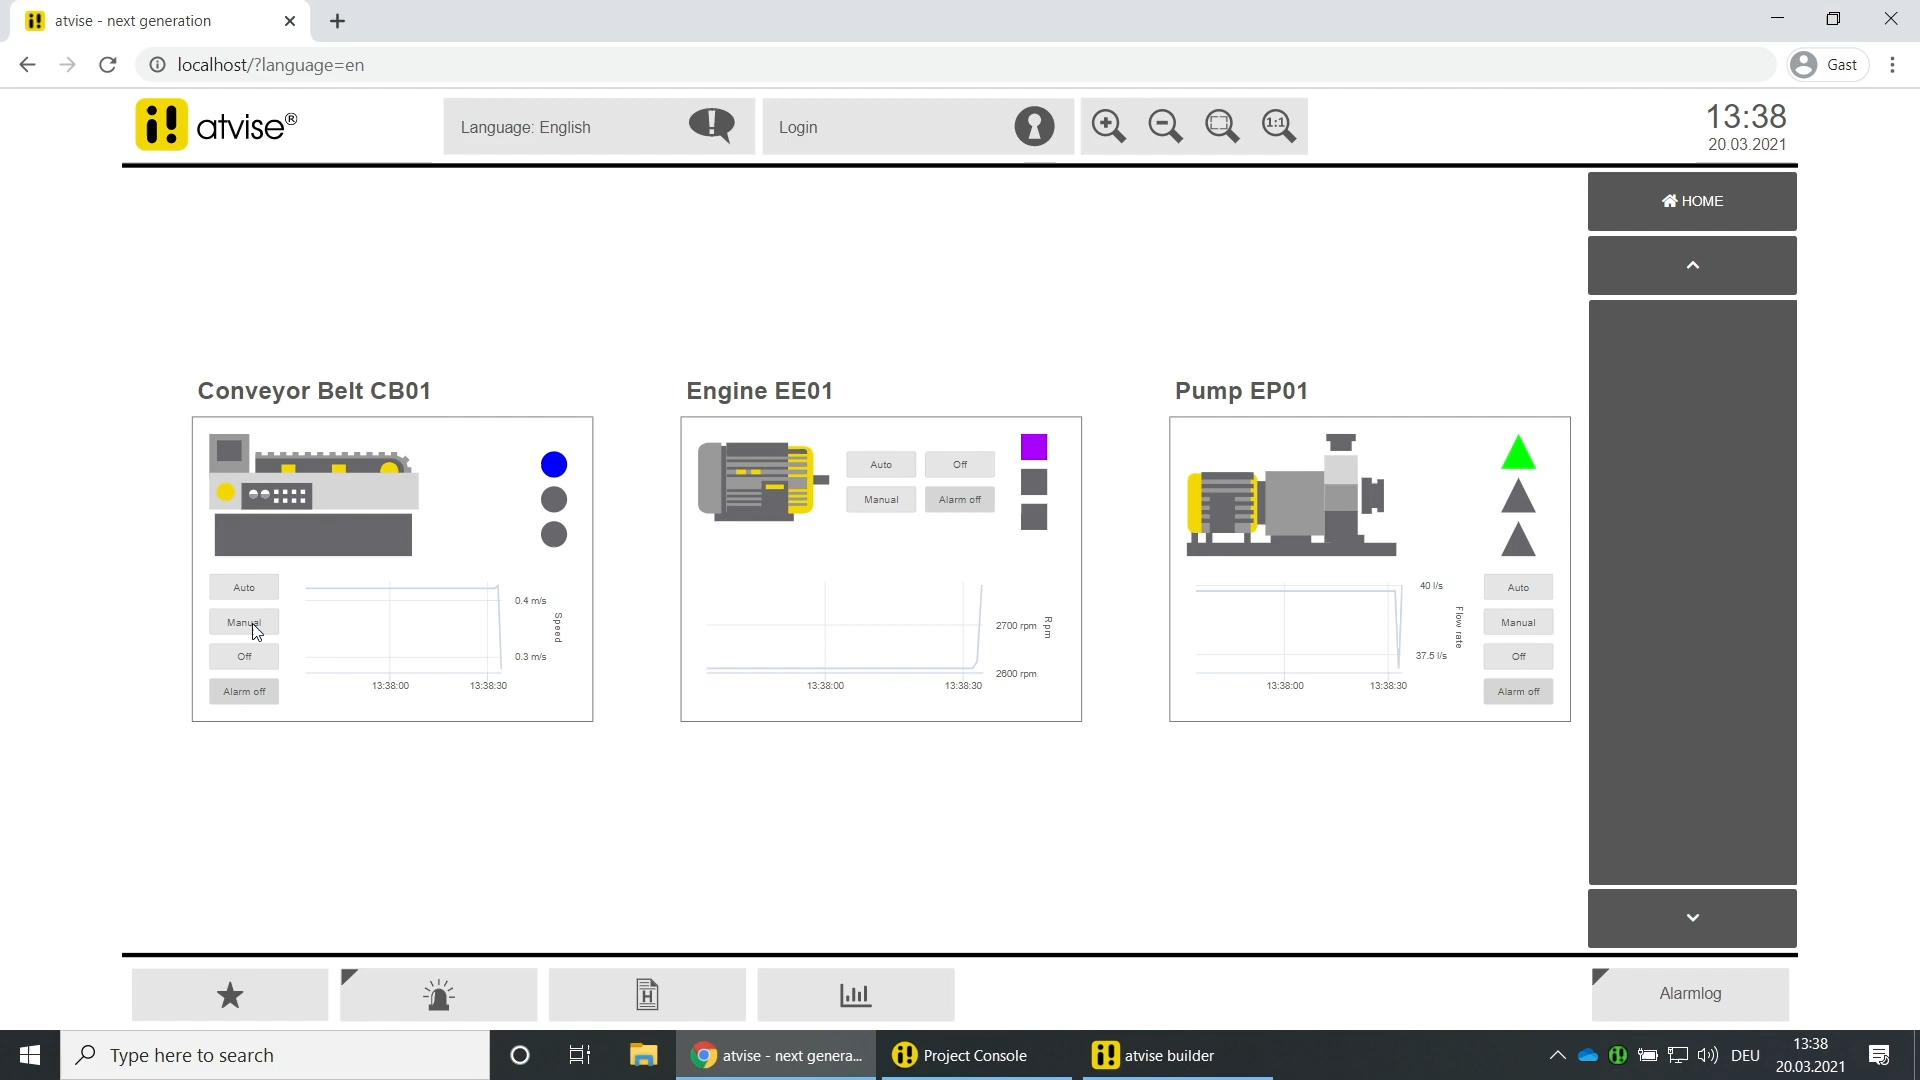 atvise - next generation
localhost/?language=en
Gast
i! atvise®
Language: English
Login
1:1
13:38
20.03.2021
HOME
Conveyor Belt CB01
Engine EE01
Pump EP01
Auto
Manual
Off
Alarm off
0.4 m/s
0.3 m/s
Speed
13:38:00
13:38:30
Auto
Off
Manual
Alarm off
2700 rpm
2600 rpm
Rpm
13:38:00
13:38:30
40 l/s
37.5 l/s
Flow rate
13:38:00
13:38:30
Auto
Manual
Off
Alarm off
H
Alarmlog
Type here to search
atvise - next genera...
Project Console
atvise builder
DEU
13:38
20.03.2021